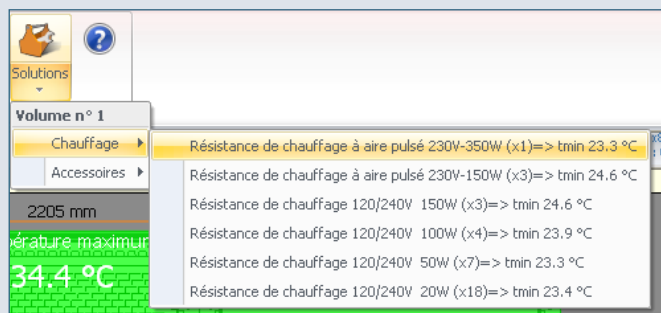 Solutions
Volume n° 1
Chauffage
Résistance de chauffage à aire pulsé 230V-350W (x1)=> tmin 23.3 °C
Accessoires
Résistance de chauffage à aire pulsé 230V-150W (x3)=> tmin 24.6 °C
2205 mm
Résistance de chauffage 120/240V 150W (x3)=> tmin 24.6 °C
érature maximur
Résistance de chauffage 120/240V 100W (x4)=> tmin 23.9 °C
34.4 °C
Résistance de chauffage 120/240V 50W (x7)=> tmin 23.3 °C
Résistance de chauffage 120/240V 20W (x18)=> tmin 23.4 °C